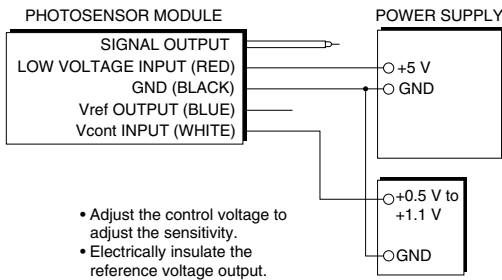 PHOTOSENSOR MODULE
POWER SUPPLY
SIGNAL OUTPUT
LOW VOLTAGE INPUT (RED)
GND (BLACK)
Vref OUTPUT (BLUE)
Vcont INPUT (WHITE)
+5 V
GND
+0.5 V to
+1.1 V
GND
• Adjust the control voltage to
adjust the sensitivity.
• Electrically insulate the
reference voltage output.